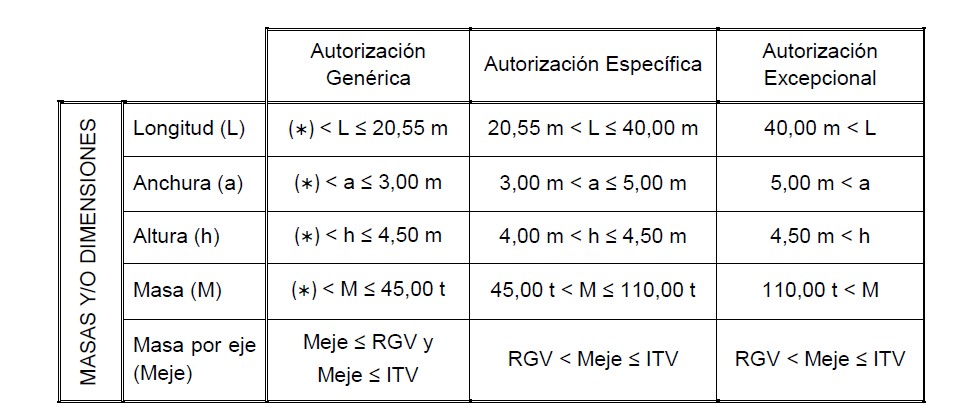 Autorización
Genérica
Autorización Específica
Autorización
Excepcional
MASAS Y/O DIMENSIONES
Longitud (L)
(∗) < L ≤ 20,55 m
20,55 m < L ≤ 40,00 m
40,00 m < L
Anchura (a)
(∗) < a ≤ 3,00 m
3,00 m < a ≤ 5,00 m
5,00 m < a
Altura (h)
(∗) < h ≤ 4,50 m
4,00 m < h ≤ 4,50 m
4,50 m < h
Masa (M)
(∗) < M ≤ 45,00 t
45,00 t < M ≤ 110,00 t
110,00 t < M
Masa por eje
(Meje)
Meje ≤ RGV y
Meje ≤ ITV
RGV < Meje ≤ ITV
RGV < Meje ≤ ITV